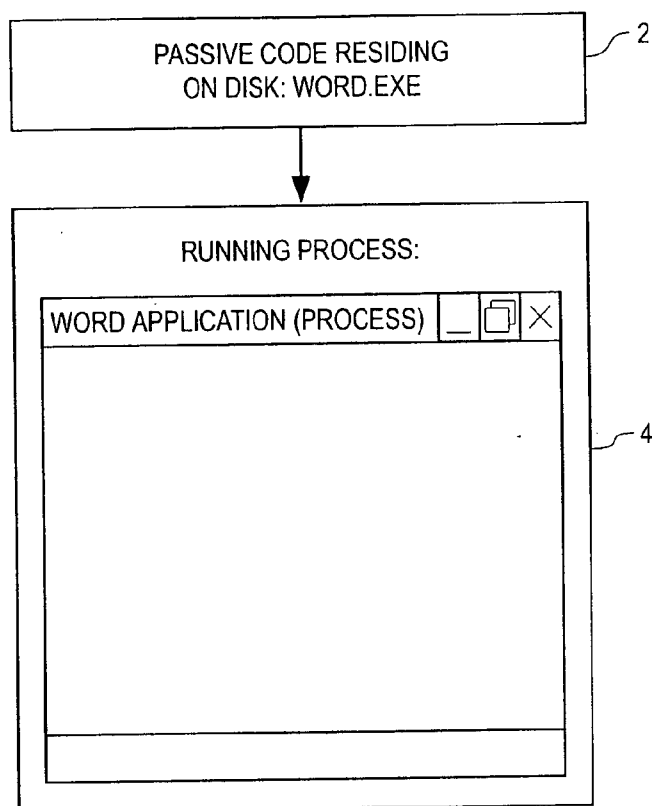 PASSIVE CODE RESIDING
ON DISK: WORD.EXE
2
RUNNING PROCESS:
WORD APPLICATION (PROCESS)
4